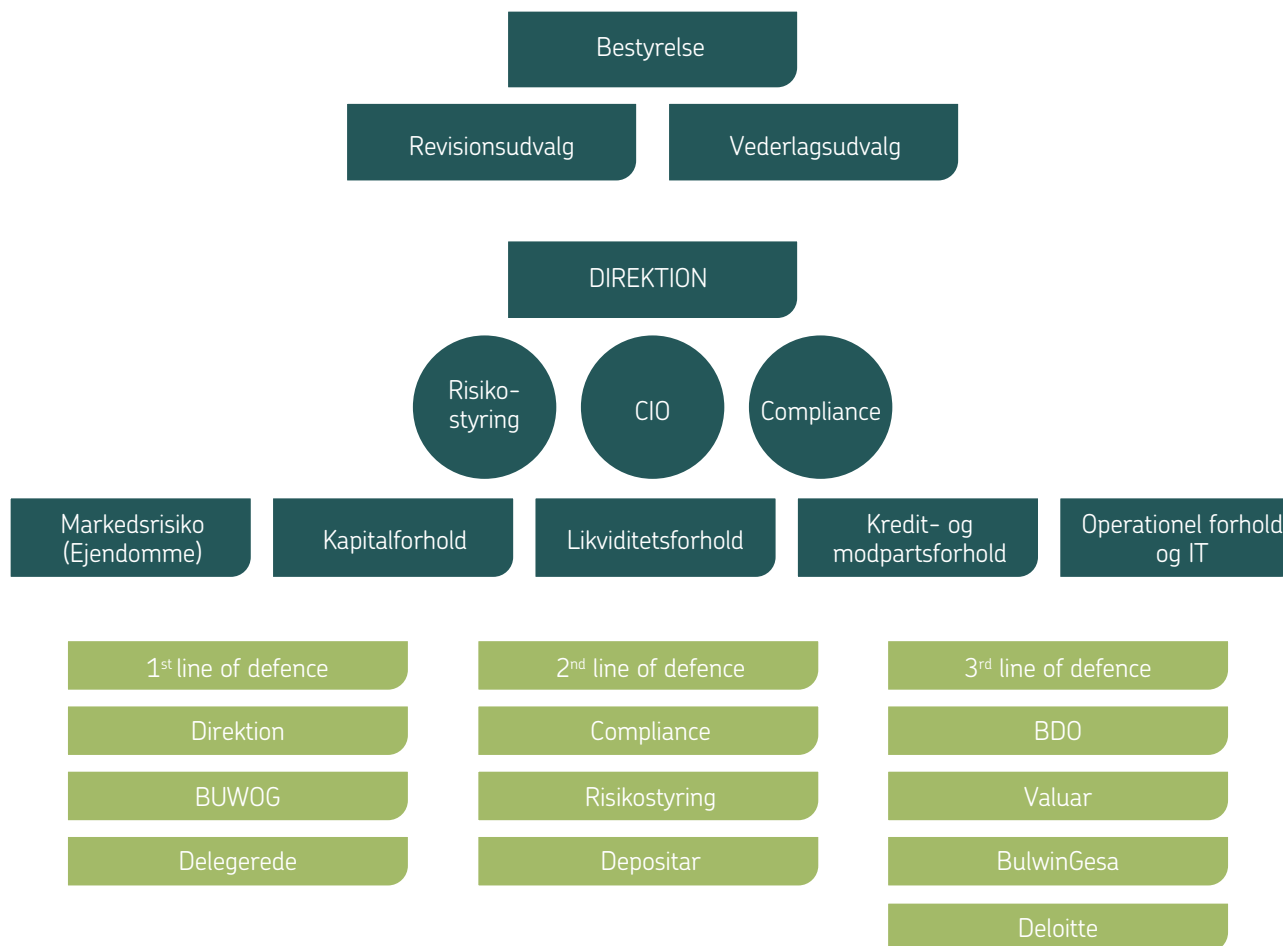 Bestyrelse
Revisionsudvalg
Vederlagsudvalg
DIREKTION
Risiko-
styring
CIO
Compliance
Markedsrisiko
(Ejendomme)
Kapitalforhold
Likviditetsforhold
Kredit- og
modpartsforhold
Operationel forhold
og IT
1st line of defence
Direktion
BUWOG
Delegerede
2nd line of defence
Compliance
Risikostyring
Depositar
3rd line of defence
BDO
Valuar
BulwinGesa
Deloitte